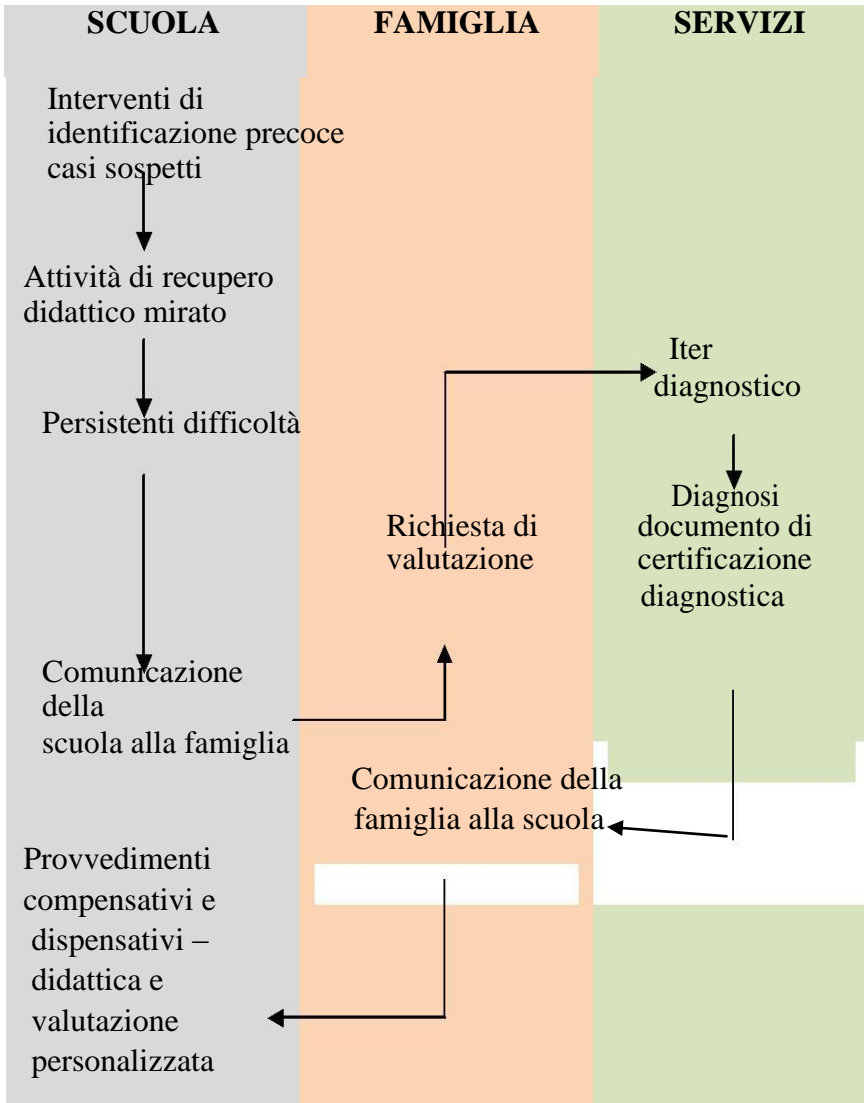 SCUOLA
FAMIGLIA
SERVIZI
Interventi di
identificazione precoce
casi sospetti
Attività di recupero
didattico mirato
Persistenti difficoltà
Comunicazione
della
scuola alla famiglia
Richiesta di
valutazione
Iter
diagnostico
Diagnosi
documento di
certificazione
diagnostica
Comunicazione della
famiglia alla scuola
Provvedimenti
compensativi e
dispensativi –
didattica e
valutazione
personalizzata